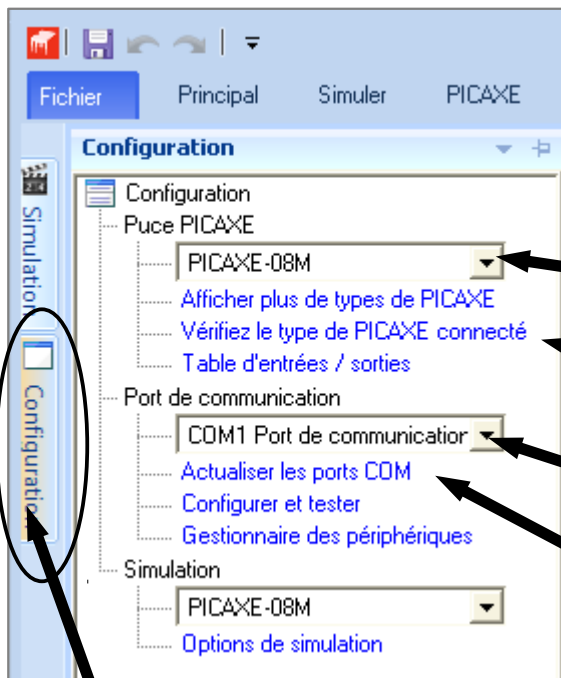 Fichier Principal Simuler PICAXE
Configuration
Simulation
Configuration
Configuration
Puce PICAXE
PICAXE-08M
Afficher plus de types de PICAXE
Vérifiez le type de PICAXE connecté
Table d'entrées / sorties
Port de communication
COM1 Port de communication
Actualiser les ports COM
Configurer et tester
Gestionnaire des périphériques
Simulation
PICAXE-08M
Options de simulation